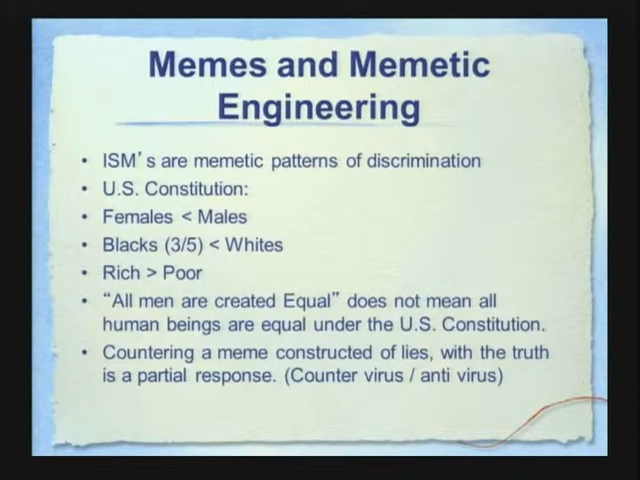 Memes and Memetic
Engineering
• ISM's are memetic patterns of discrimination
• U.S. Constitution:
• Females < Males
• Blacks (3/5) < Whites
• Rich > Poor
• "All men are created Equal" does not mean all
human beings are equal under the U.S. Constitution.
• Countering a meme constructed of lies, with the truth
is a partial response. (Counter virus / anti virus)